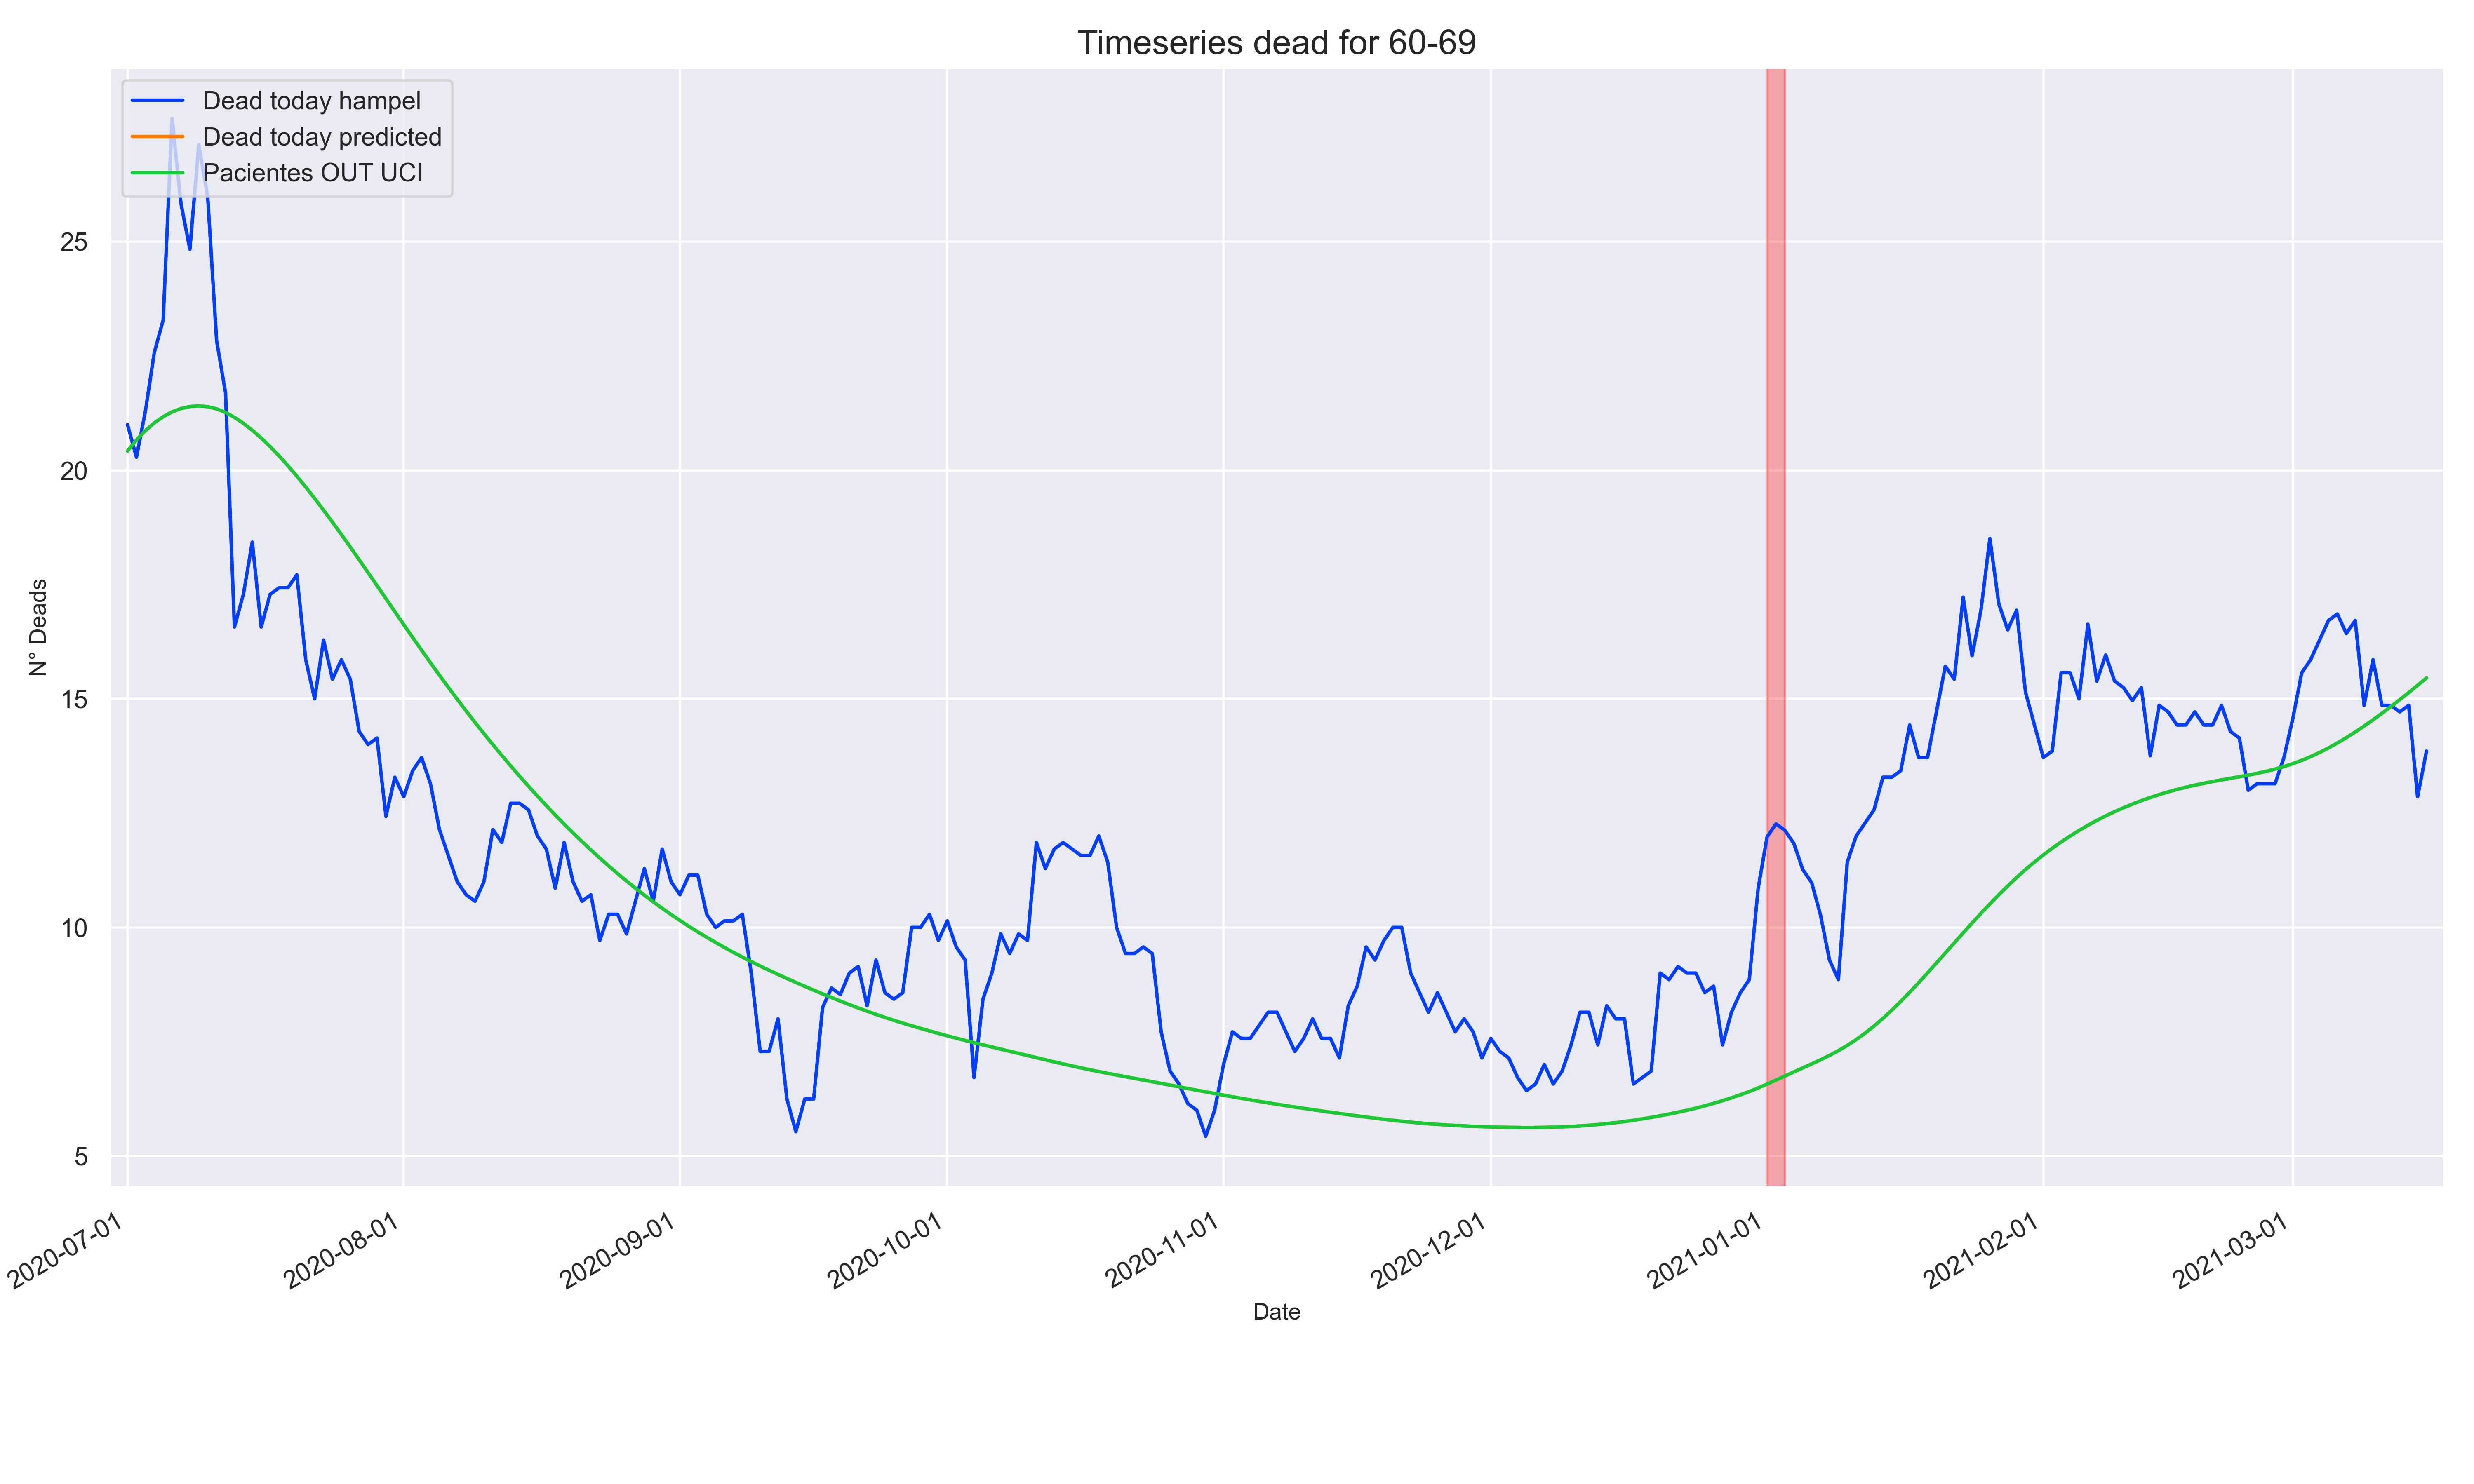 Timeseries dead for 60-69
Dead today hampel
Dead today predicted
Pacientes OUT UCI
N° Deads
25
20
15
10
5
2020-07-01
2020-08-01
2020-09-01
2020-10-01
2020-11-01
2020-12-01
2021-01-01
2021-02-01
2021-03-01
Date